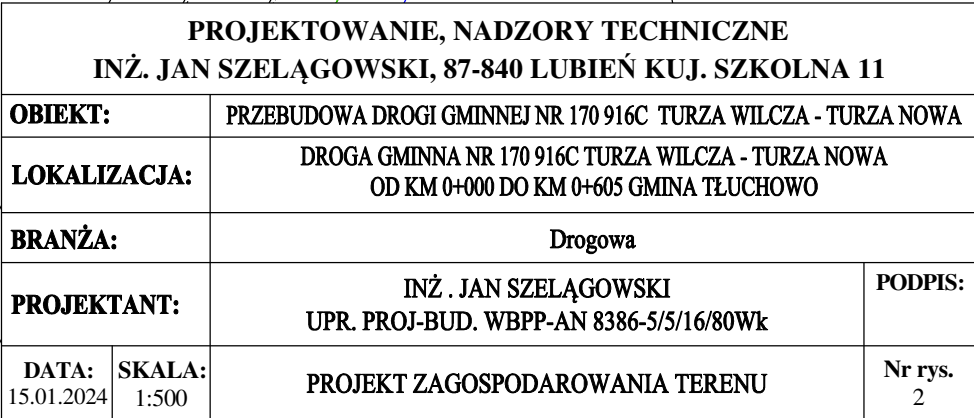 PROJEKTOWANIE, NADZORY TECHNICZNE
INŻ. JAN SZELĄGOWSKI, 87-840 LUBIEŃ KUJ. SZKOLNA 11
OBIEKT: PRZEBUDOWA DROGI GMINNEJ NR 170 916C TURZA WILCZA - TURZA NOWA
LOKALIZACJA: DROGA GMINNA NR 170 916C TURZA WILCZA - TURZA NOWA
OD KM 0+000 DO KM 0+605 GMINA TŁUCHOWO
BRANŻA: Drogowa
PROJEKTANT: INŻ . JAN SZELĄGOWSKI
UPR. PROJ-BUD. WBPP-AN 8386-5/5/16/80Wk
PODPIS:
DATA: SKALA: PROJEKT ZAGOSPODAROWANIA TERENU Nr rys.
15.01.2024 1:500 2